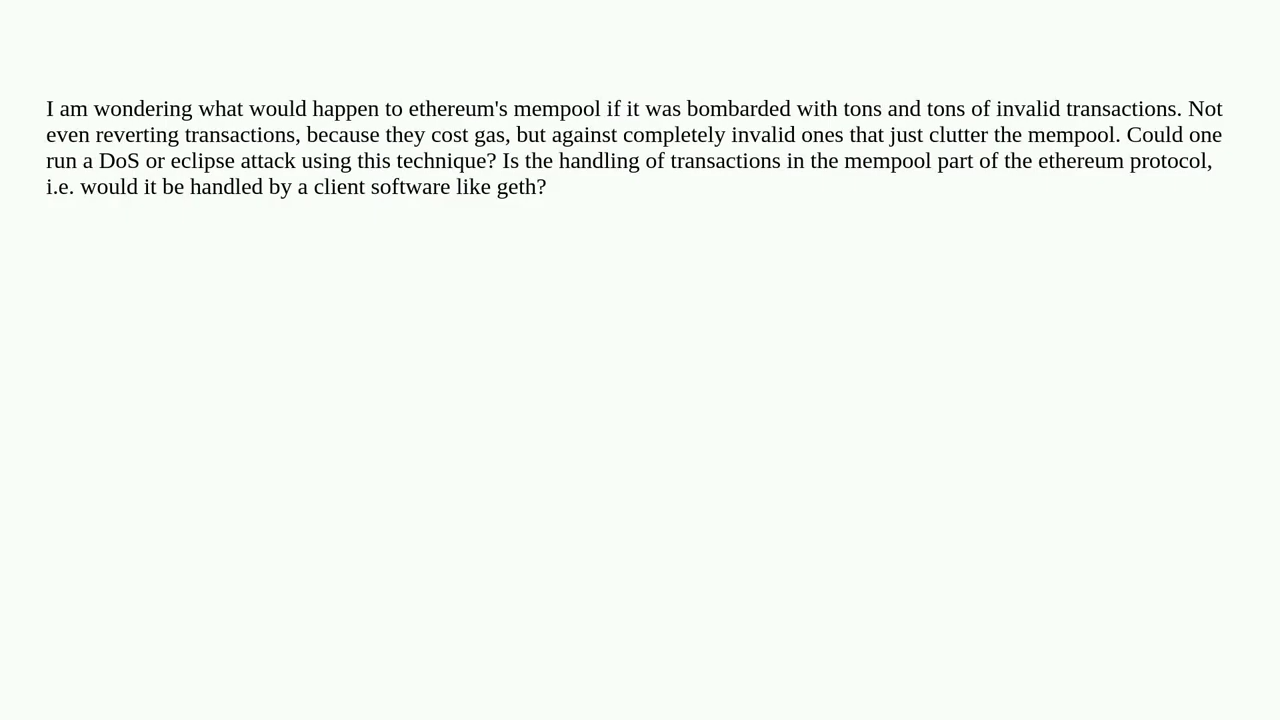 I am wondering what would happen to ethereum's mempool if it was bombarded with tons and tons of invalid transactions. Not
even reverting transactions, because they cost gas, but against completely invalid ones that just clutter the mempool. Could one
run a DoS or eclipse attack using this technique? Is the handling of transactions in the mempool part of the ethereum protocol,
i.e. would it be handled by a client software like geth?